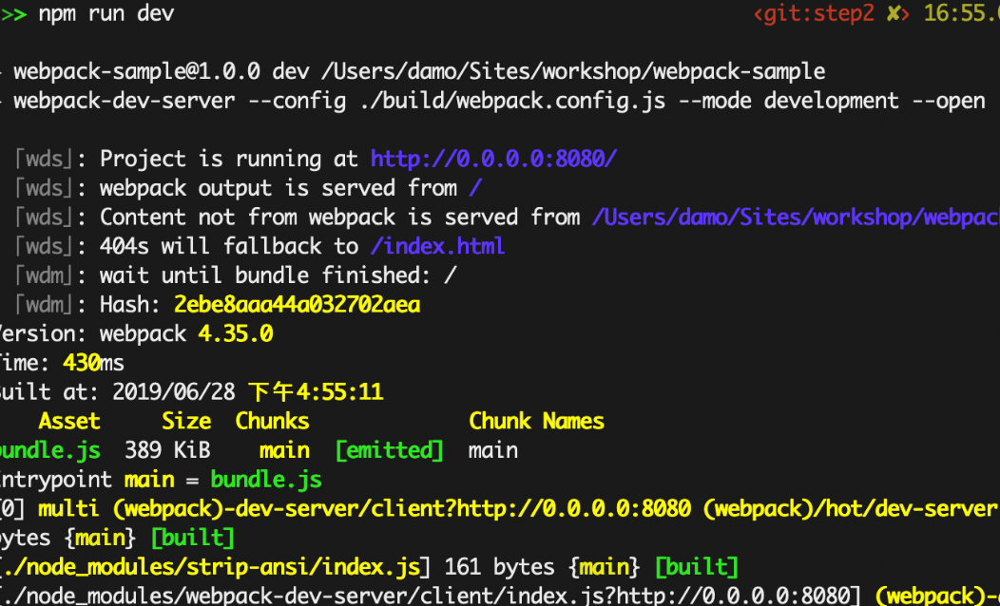 >> npm run dev <git:step2 ✘> 16:55.
webpack-sample@1.0.0 dev /Users/damo/Sites/workshop/webpack-sample
webpack-dev-server --config ./build/webpack.config.js --mode development --open
「wds」: Project is running at http://0.0.0.0:8080/
「wds」: webpack output is served from /
「wds」: Content not from webpack is served from /Users/damo/Sites/workshop/webpac
「wds」: 404s will fallback to /index.html
「wdm」: wait until bundle finished: /
「wdm」: Hash: 2ebe8aaa44a032702aea
Version: webpack 4.35.0
Time: 430ms
Built at: 2019/06/28 下午4:55:11
Asset Size Chunks Chunk Names
bundle.js 389 KiB main [emitted] main
Entrypoint main = bundle.js
[0] multi (webpack)-dev-server/client?http://0.0.0.0:8080 (webpack)/hot/dev-server
bytes {main} [built]
[./node_modules/strip-ansi/index.js] 161 bytes {main} [built]
[./node_modules/webpack-dev-server/client/index.js?http://0.0.0.0:8080] (webpack)-